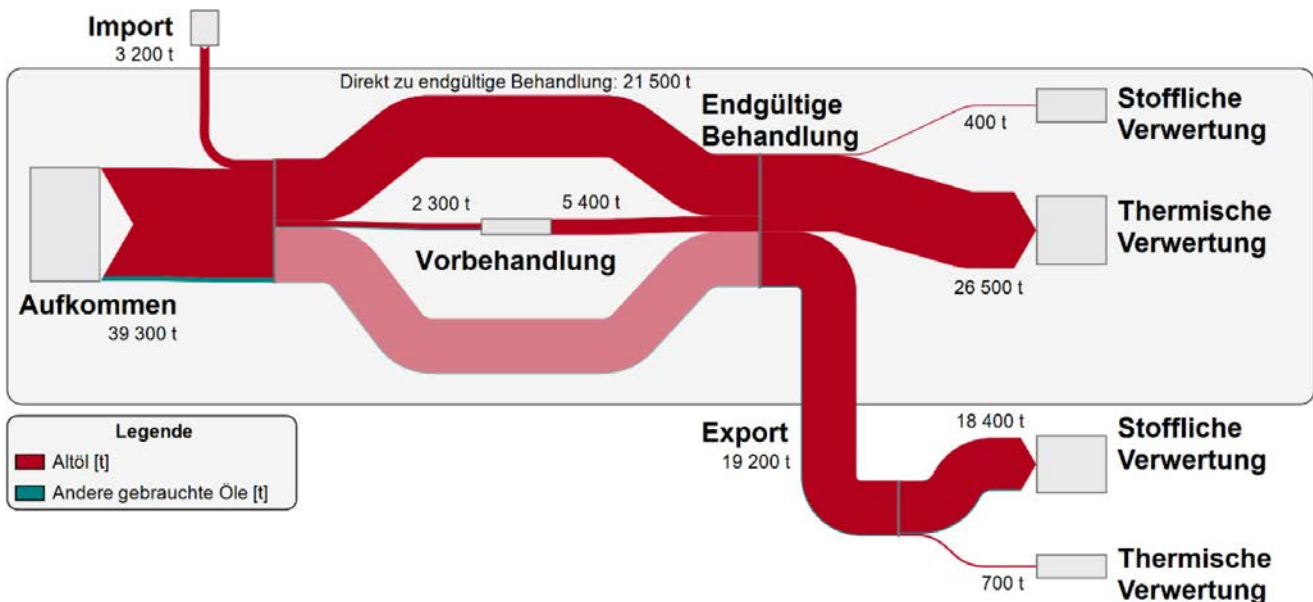 Import
3 200 t
Direkt zu endgültige Behandlung: 21 500 t
Endgültige
Behandlung
400 t
Stoffliche
Verwertung
2 300 t
5 400 t
Vorbehandlung
Thermische
Verwertung
26 500 t
Aufkommen
39 300 t
Legende
Altöl [t]
Andere gebrauchte Öle [t]
Export
19 200 t
18 400 t
Stoffliche
Verwertung
700 t
Thermische
Verwertung